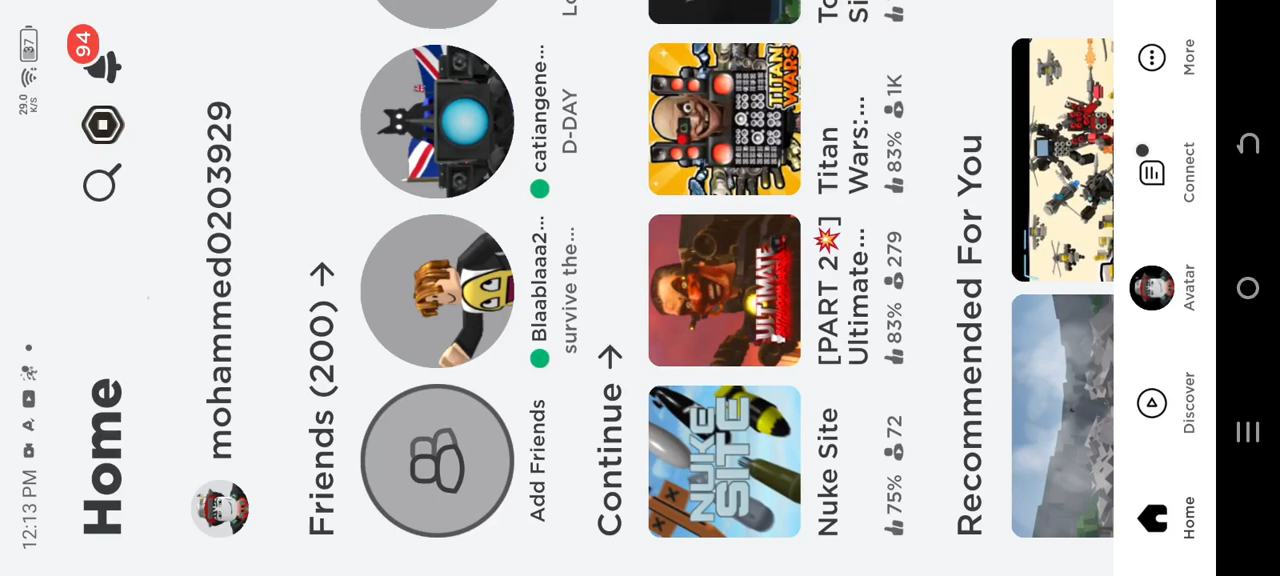 12:13 PM
29.0
K/S
37
Home
94
mohammed0203929
Friends (200) →
Add Friends
Blaablaaa2...
survive the...
catiangene...
D-DAY
Continue →
NUKE
SITE
ULTIMATE
TITAN
WARS
Nuke Site
75% 72
[PART 2💥]
Ultimate...
83% 279
Titan
Wars:...
83% 1K
Recommended For You
Home
Discover
Avatar
Connect
More